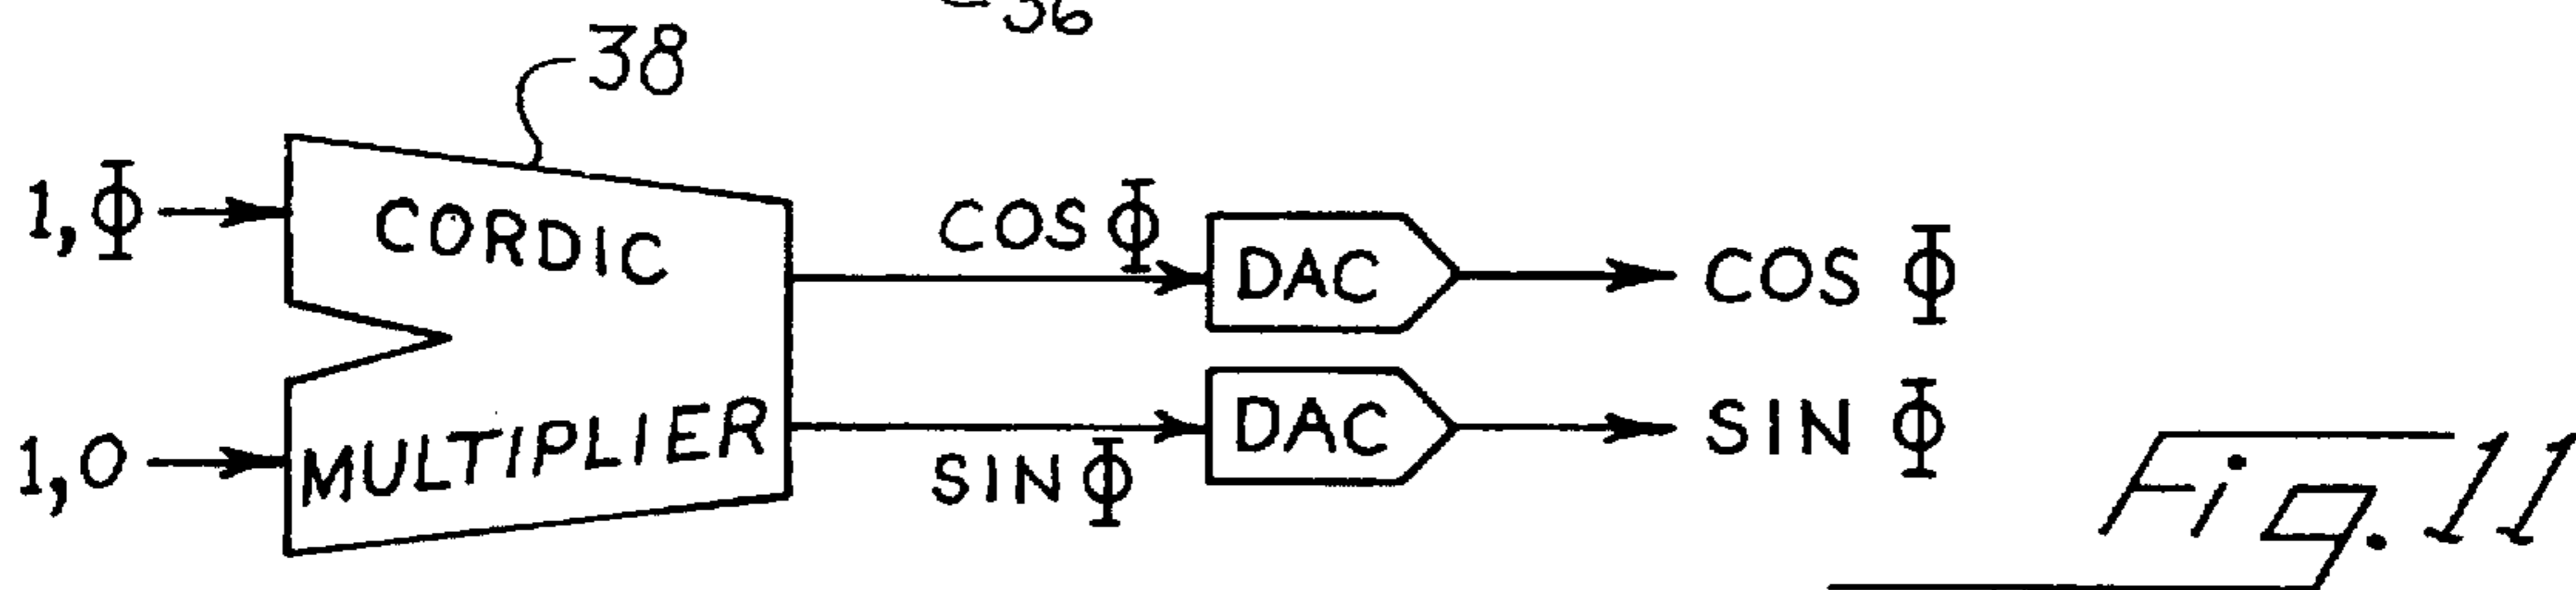 36
38
1,Φ
CORDIC
COS Φ
DAC
COS Φ
1,0
MULTIPLIER
SIN Φ
DAC
SIN Φ
Fig. 11